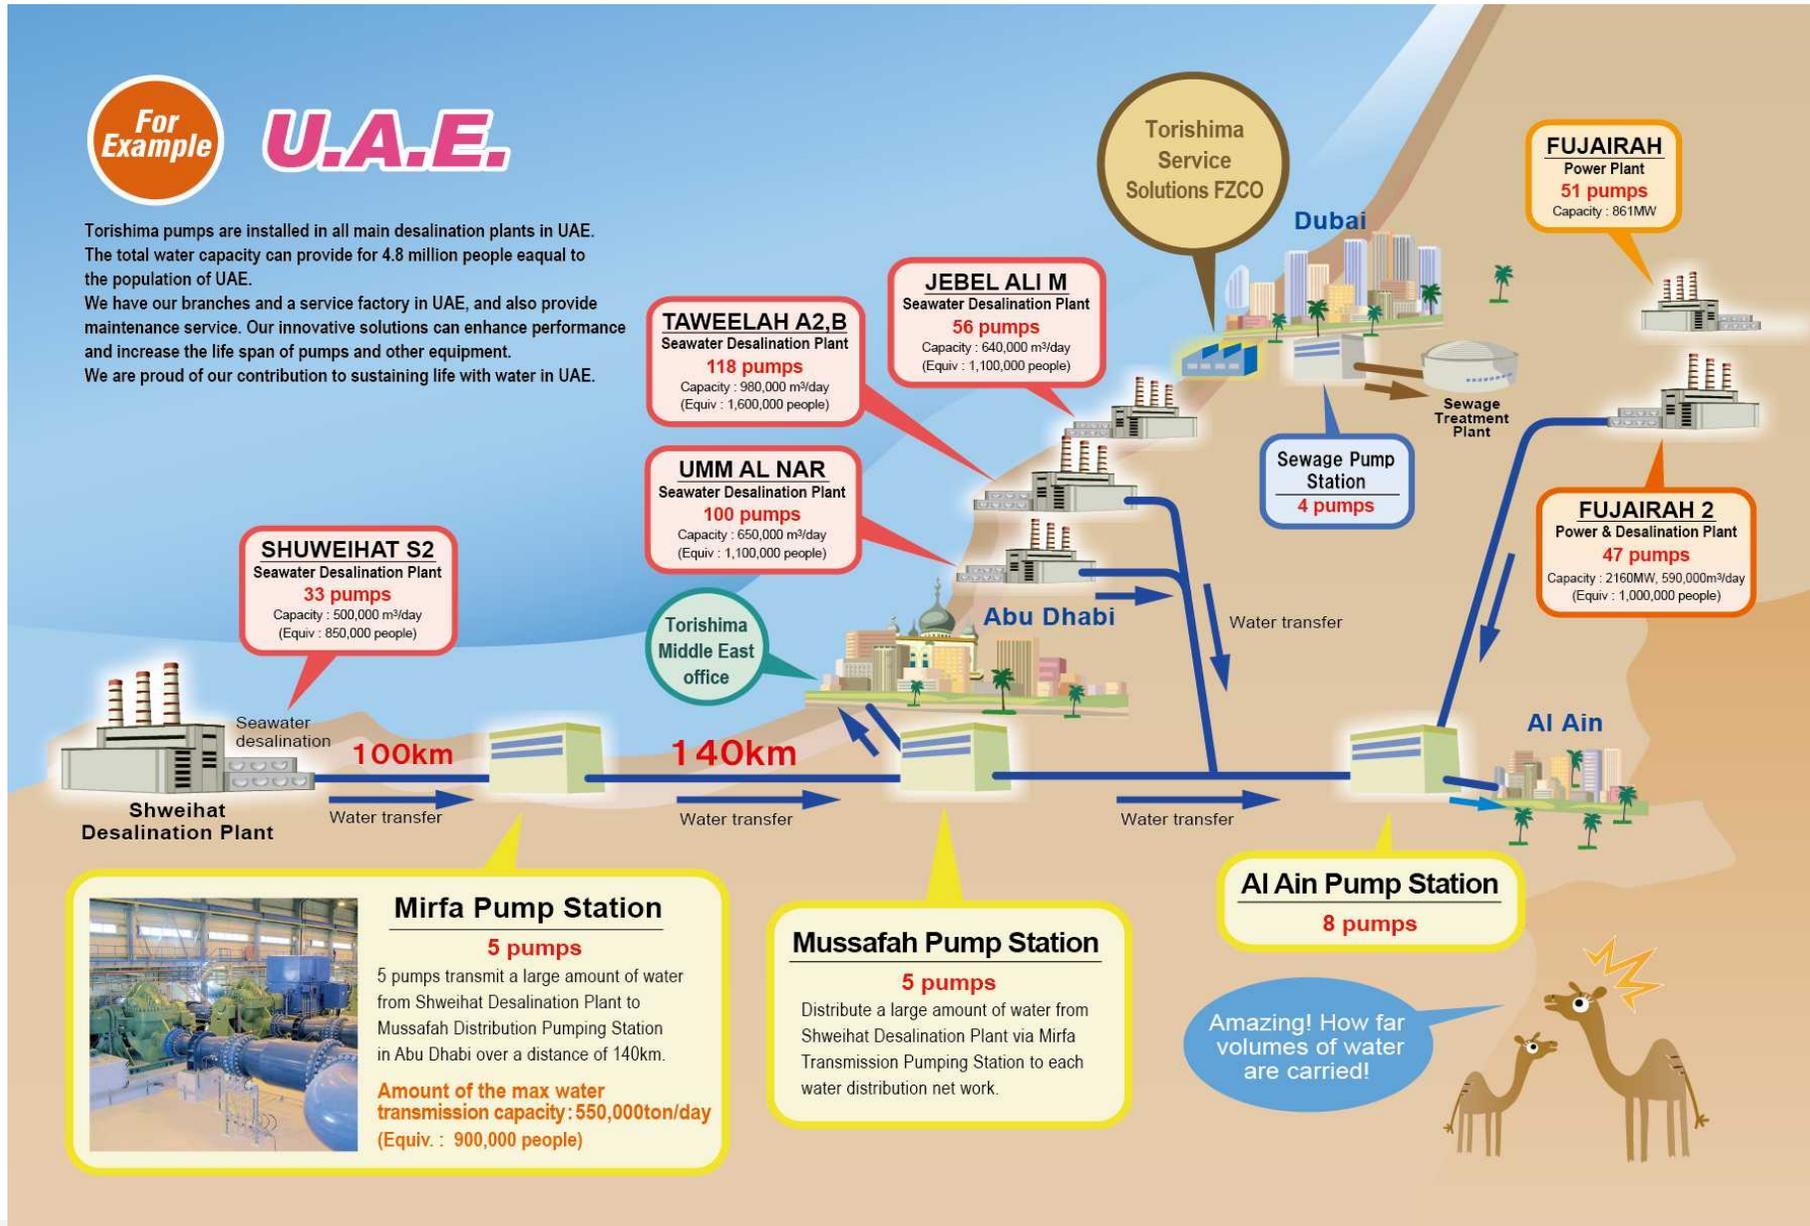 For
Example
U.A.E.
Torishima pumps are installed in all main desalination plants in UAE.
The total water capacity can provide for 4.8 million people eaqual to
the population of UAE.
We have our branches and a service factory in UAE, and also provide
maintenance service. Our innovative solutions can enhance performance
and increase the life span of pumps and other equipment.
We are proud of our contribution to sustaining life with water in UAE.
Torishima
Service
Solutions FZCO
Dubai
FUJAIRAH
Power Plant
51 pumps
Capacity : 861MW
JEBEL ALI M
Seawater Desalination Plant
56 pumps
Capacity : 640,000 m³/day
(Equiv : 1,100,000 people)
TAWEELAH A2,B
Seawater Desalination Plant
118 pumps
Capacity : 980,000 m³/day
(Equiv : 1,600,000 people)
UMM AL NAR
Seawater Desalination Plant
100 pumps
Capacity : 650,000 m³/day
(Equiv : 1,100,000 people)
Sewage
Treatment
Plant
Sewage Pump
Station
4 pumps
FUJAIRAH 2
Power & Desalination Plant
47 pumps
Capacity : 2160MW, 590,000m³/day
(Equiv : 1,000,000 people)
SHUWEIHAT S2
Seawater Desalination Plant
33 pumps
Capacity : 500,000 m³/day
(Equiv : 850,000 people)
Torishima
Middle East
office
Abu Dhabi
Water transfer
Al Ain
Seawater
desalination
100km
140km
Water transfer
Water transfer
Water transfer
Shweihat
Desalination Plant
Mirfa Pump Station
5 pumps
5 pumps transmit a large amount of water
from Shweihat Desalination Plant to
Mussafah Distribution Pumping Station
in Abu Dhabi over a distance of 140km.
Amount of the max water
transmission capacity : 550,000ton/day
(Equiv. : 900,000 people)
Mussafah Pump Station
5 pumps
Distribute a large amount of water from
Shweihat Desalination Plant via Mirfa
Transmission Pumping Station to each
water distribution net work.
Al Ain Pump Station
8 pumps
Amazing! How far
volumes of water
are carried!